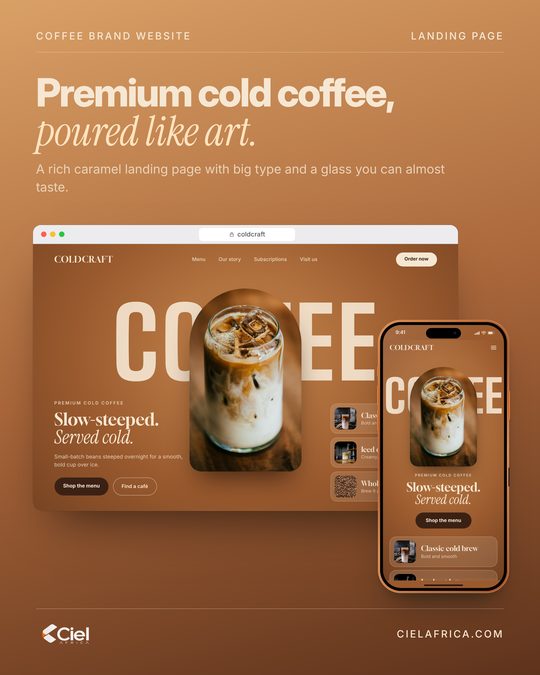 COFFEE BRAND WEBSITE
LANDING PAGE
Premium cold coffee,
poured like art.
A rich caramel landing page with big type and a glass you can almost
taste.
coldcraft
COLDCRAFT
Menu
Our story
Subscriptions
Visit us
Order now
CO EE
PREMIUM COLD COFFEE
Slow-steeped.
Served cold.
Small-batch beans steeped overnight for a smooth,
bold cup over ice.
Shop the menu
Find a café
Iced
9:41
COLDCRAFT
PREMIUM COLD COFFEE
Slow-steeped.
Served cold.
Shop the menu
Classic cold brew
Bold and smooth
Ciel
AFRICA
CIELAFRICA.COM